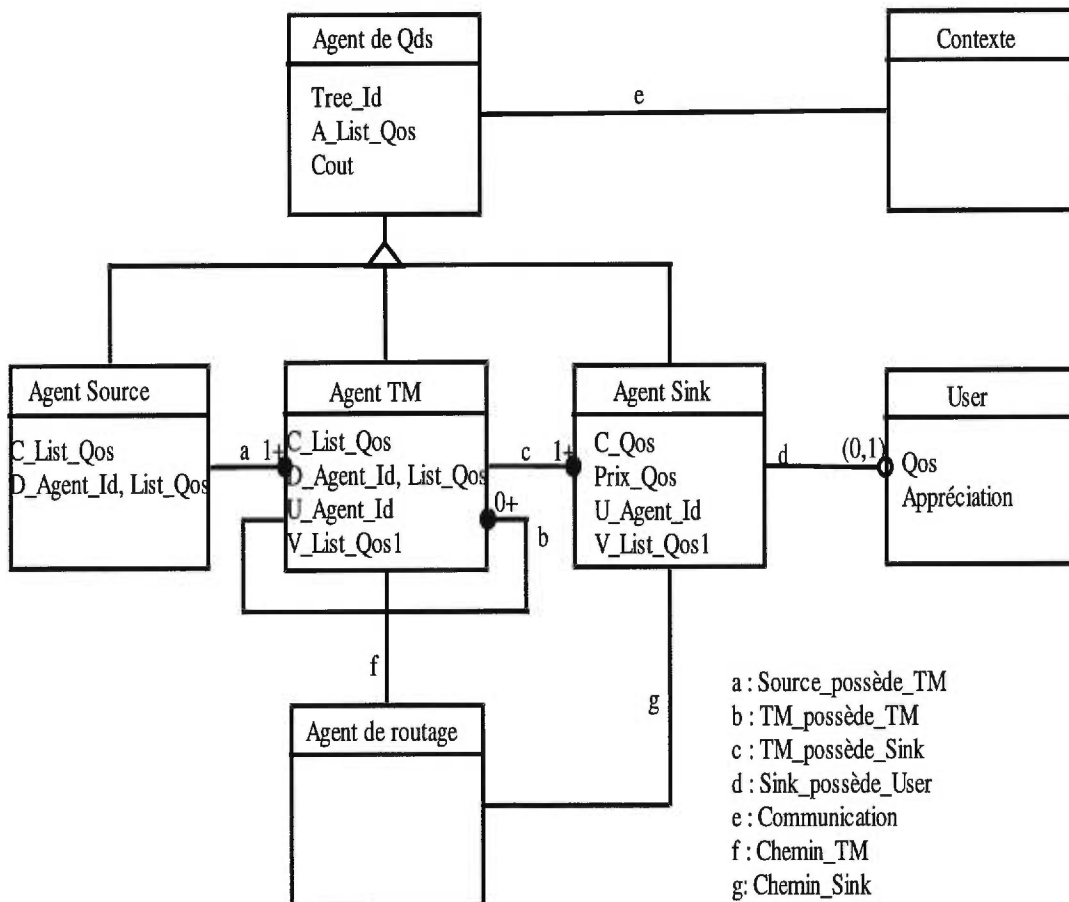 Agent de Qds
Tree_Id
A_List_Qos
Cout
e
Contexte
Agent Source
C_List_Qos
D_Agent_Id, List_Qos
a
1+
Agent TM
C_List_Qos
D_Agent_Id, List_Qos
U_Agent_Id
V_List_Qos1
0+
b
c
1+
Agent Sink
C_Qos
Prix_Qos
U_Agent_Id
V_List_Qos1
d
(0,1)
User
Qos
Appréciation
f
g
Agent de routage
a : Source_possède_TM
b : TM_possède_TM
c : TM_possède_Sink
d : Sink_possède_User
e : Communication
f : Chemin_TM
g: Chemin_Sink